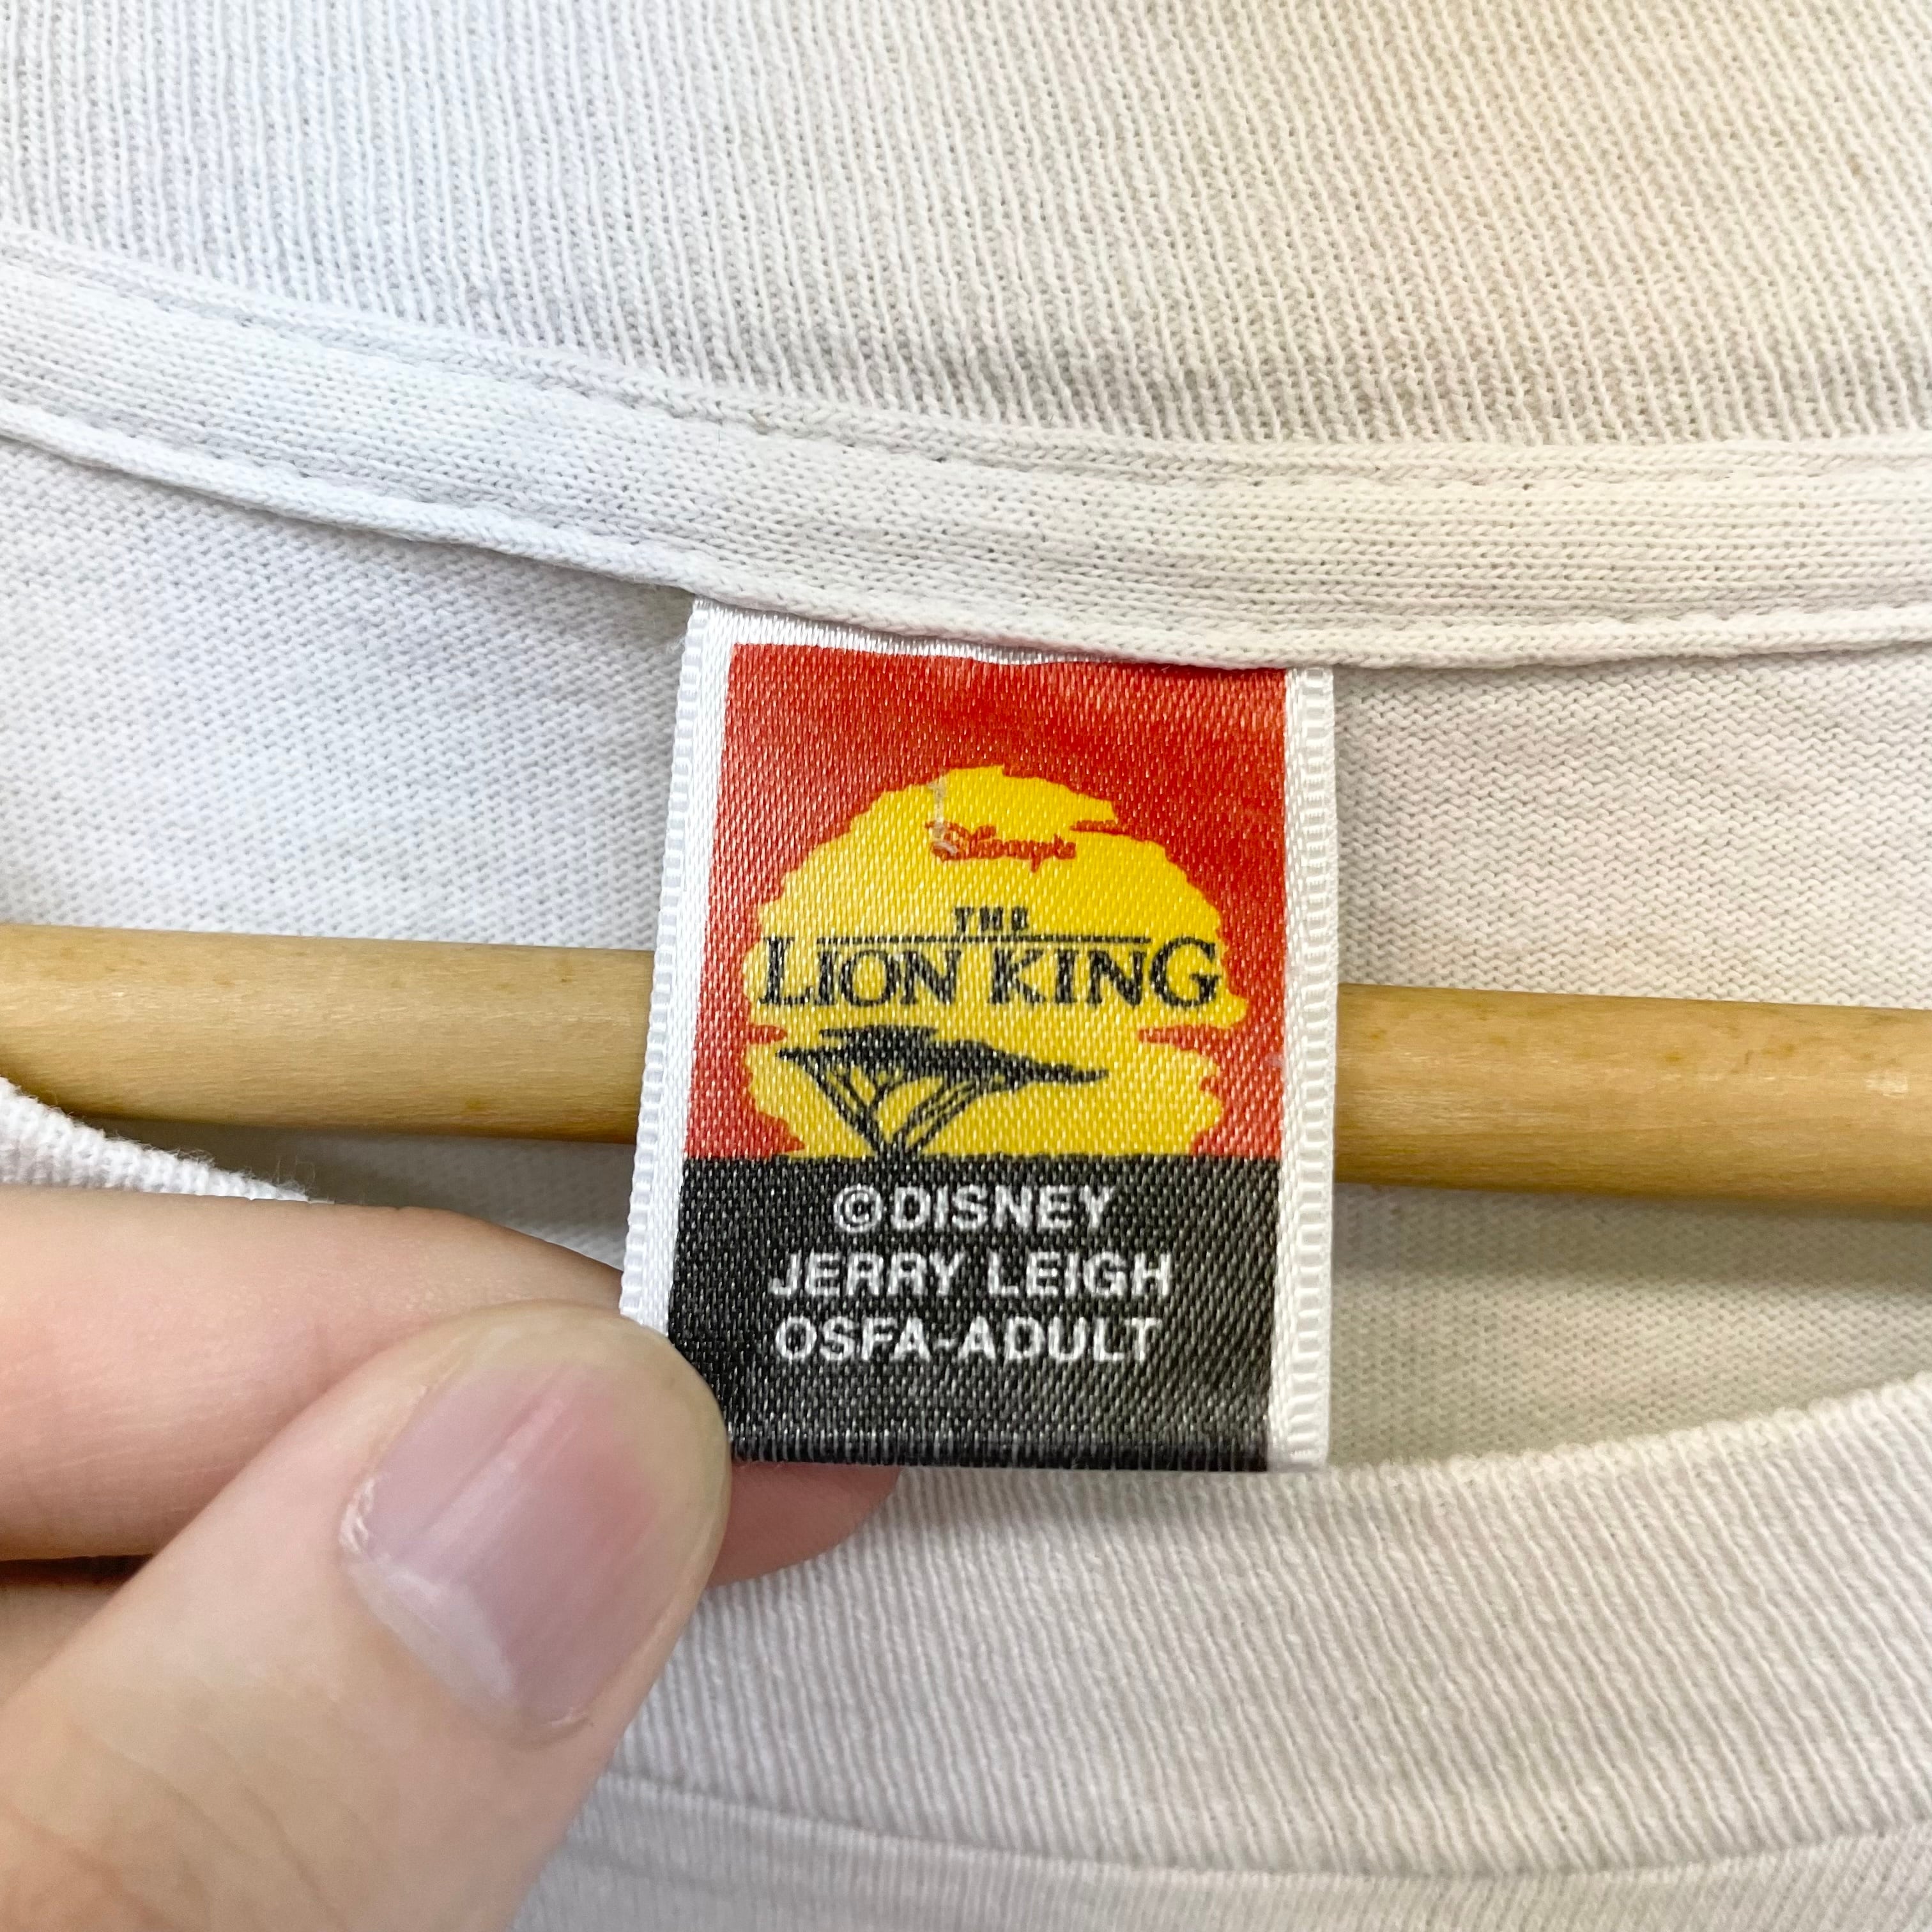 Disney's
THE
LION KING
©DISNEY
JERRY LEIGH
OSFA-ADULT